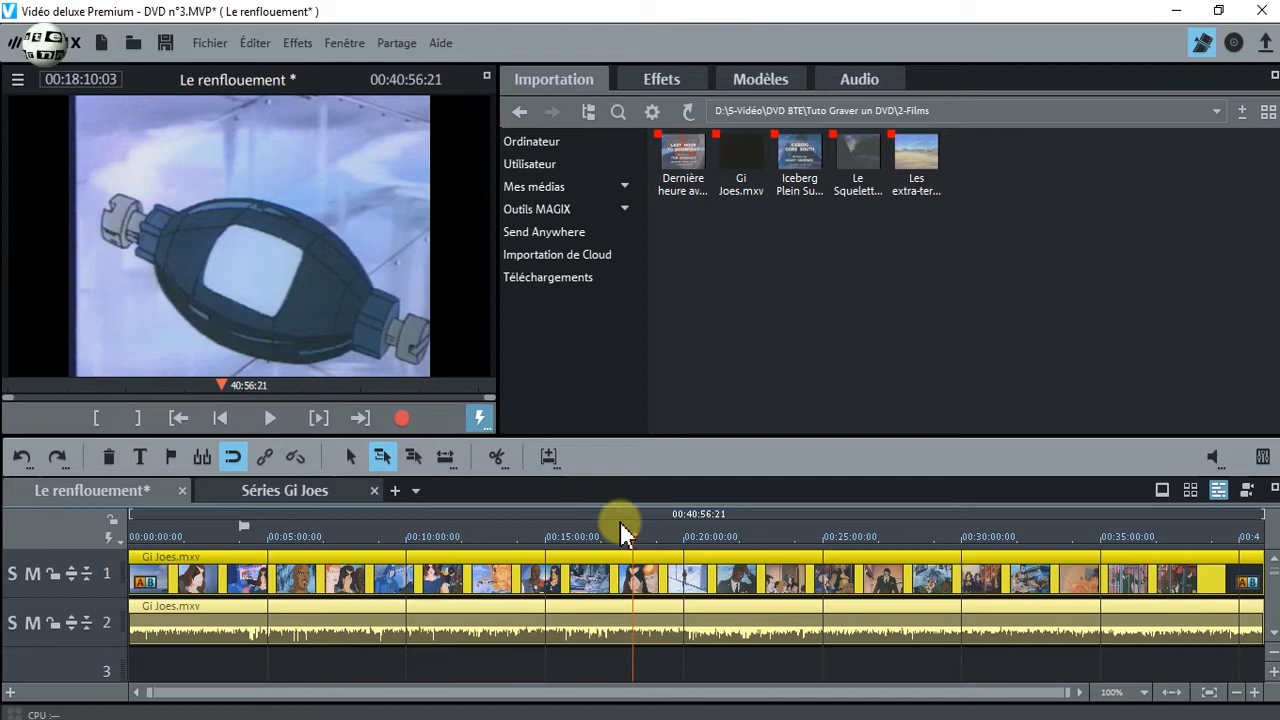 Vidéo deluxe Premium - DVD n°3.MVP* ( Le renflouement* )
Fichier Éditer Effets Fenêtre Partage Aide
00:18:10:03 Le renflouement * 00:40:56:21
Importation Effets Modèles Audio
D:\5-Vidéo\DVD BTE\Tuto Graver un DVD\2-Films
Ordinateur
Utilisateur
Mes médias
Outils MAGIX
Send Anywhere
Importation de Cloud
Téléchargements
Dernière
heure av...
Gi
Joes.mxv
Iceberg
Plein Su...
Le
Squelett...
Les
extra-ter...
40:56:21
Le renflouement* Séries Gi Joes
00:40:56:21
00:00:00:00 00:05:00:00 00:10:00:00 00:15:00:00 00:20:00:00 00:25:00:00 00:30:00:00 00:35:00:00 00:4
Gi Joes.mxv
S M 1
AB AB
Gi Joes.mxv
S M 2
3
100%
CPU :---